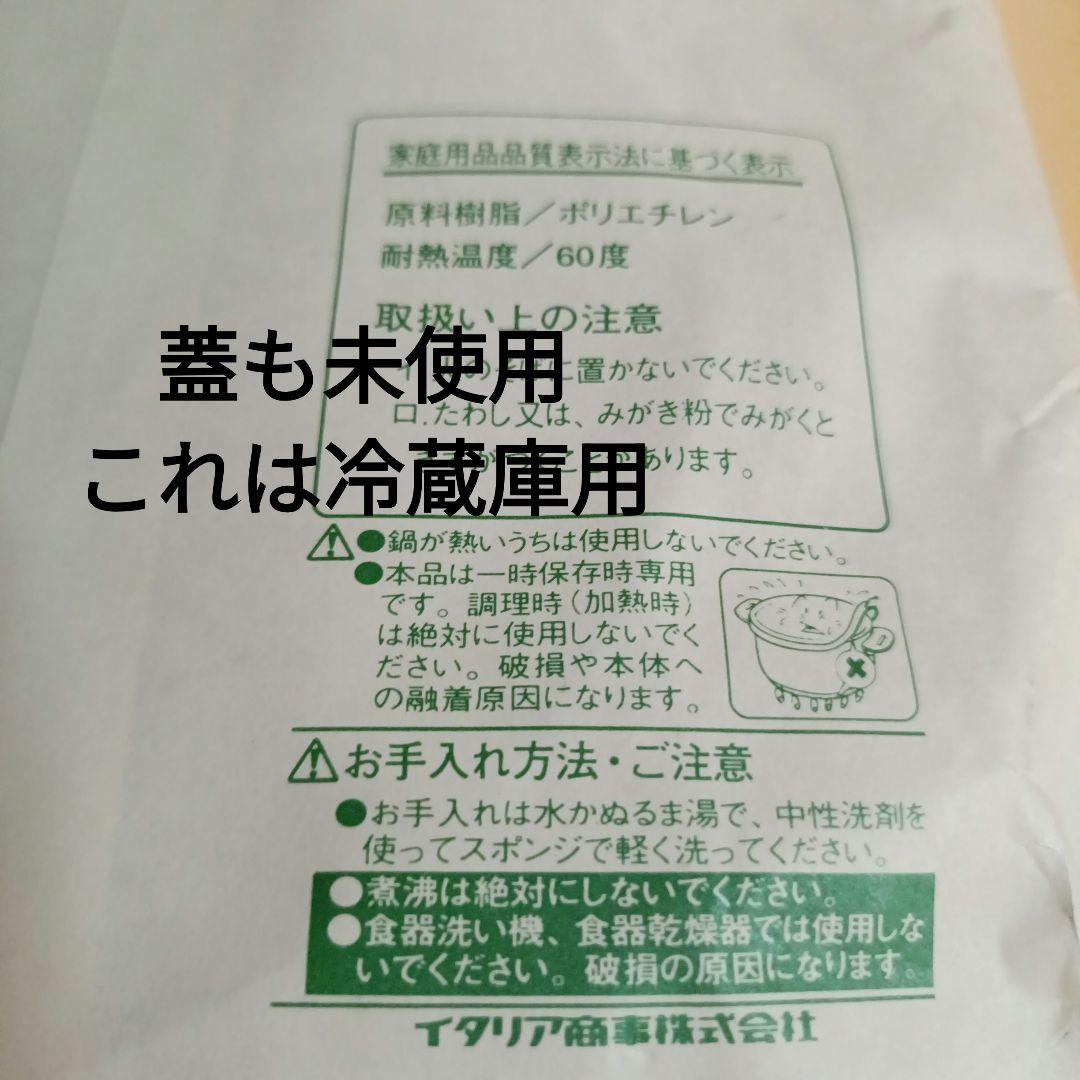 家庭用品品質表示法に基づく表示
原料樹脂／ポリエチレン
耐熱温度／60度
取扱い上の注意
蓋も未使用
のそばに置かないでください。
ロ.たわし又は、みがき粉でみがくと
これは冷蔵庫用
があります。
●鍋が熱いうちは使用しないでください。
●本品は一時保存時専用
です。調理時(加熱時)
は絶対に使用しないでく
ださい。破損や本体へ
の融着原因になります。
お手入れ方法・ご注意
●お手入れは水かぬるま湯で、中性洗剤を
使ってスポンジで軽く洗ってください。
●煮沸は絶対にしないでください。
●食器洗い機、食器乾燥器では使用しな
いでください。破損の原因になります。
イタリア商事株式会社